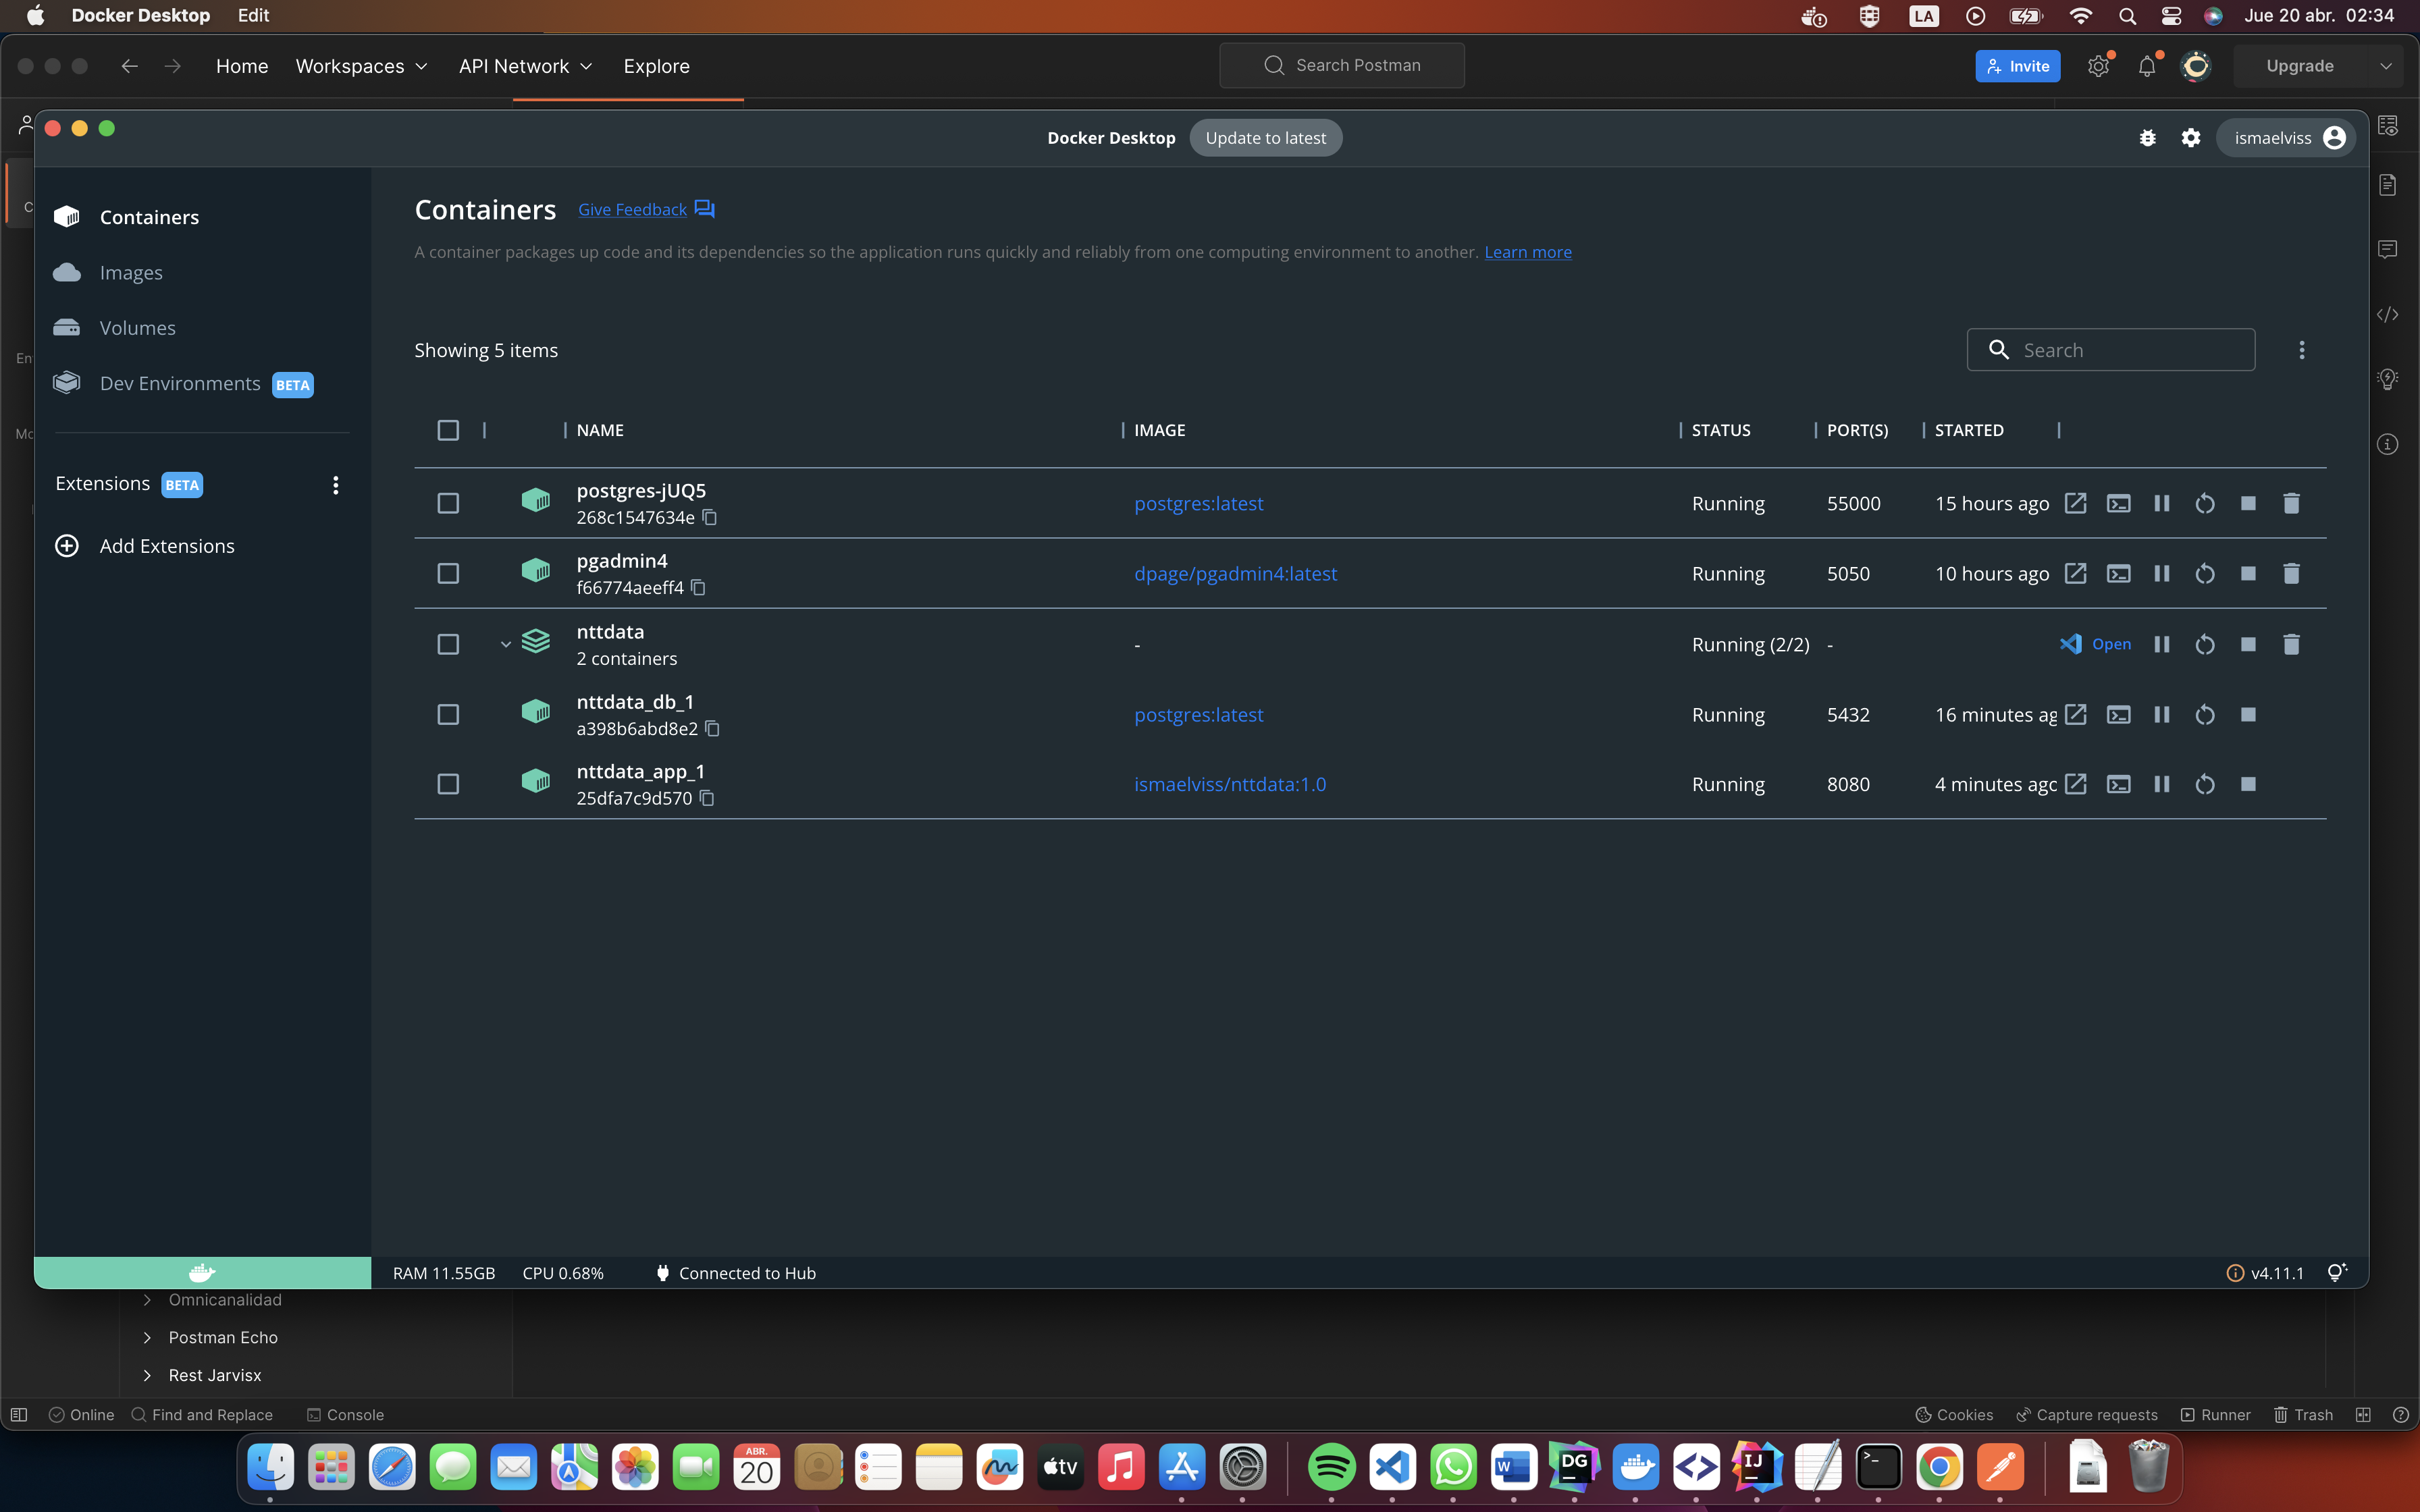 Docker Desktop Edit LA Jue 20 abr. 02:34
Home Workspaces API Network Explore Search Postman Invite Upgrade
Docker Desktop Update to latest ismaelviss
Containers
Images
Volumes
Dev Environments BETA
Extensions BETA
Add Extensions
Containers Give Feedback
A container packages up code and its dependencies so the application runs quickly and reliably from one computing environment to another. Learn more
Showing 5 items Search
NAME IMAGE STATUS PORT(S) STARTED
postgres-jUQ5 postgres:latest Running 55000 15 hours ago
268c1547634e
pgadmin4 dpage/pgadmin4:latest Running 5050 10 hours ago
f66774aeeff4
nttdata - Running (2/2) - Open
2 containers
nttdata_db_1 postgres:latest Running 5432 16 minutes ag
a398b6abd8e2
nttdata_app_1 ismaelviss/nttdata:1.0 Running 8080 4 minutes ago
25dfa7c9d570
RAM 11.55GB CPU 0.68% Connected to Hub v4.11.1
Omnicanalidad
Postman Echo
Rest Jarvisx
Online Find and Replace Console Cookies Capture requests Runner Trash
ABR.
20
tv
W
DG
IJ